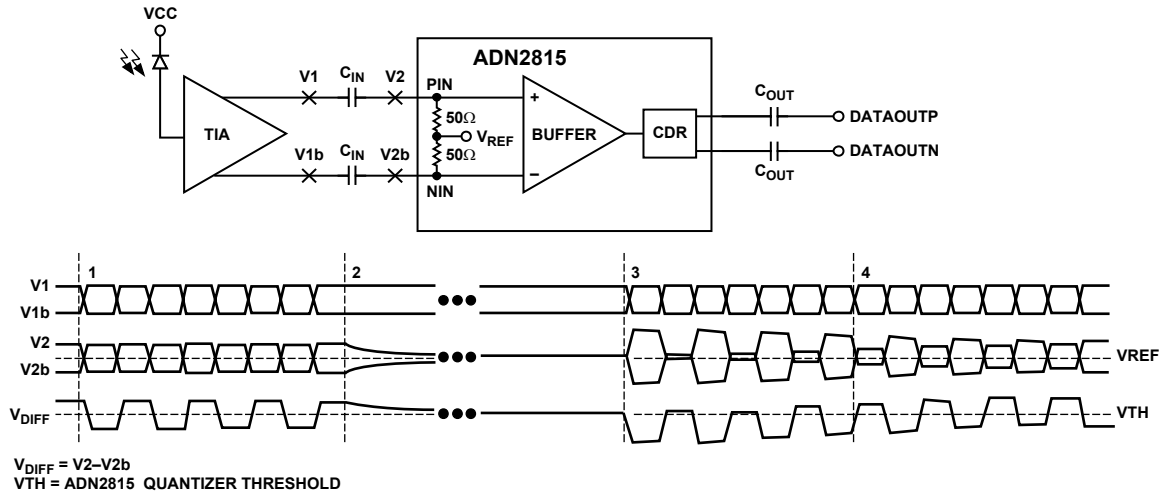 VCC
ADN2815
V1 C_IN V2 PIN
TIA
50Ω
V_REF
50Ω
+
BUFFER
−
CDR
C_OUT
DATAOUTP
DATAOUTN
C_OUT
V1b C_IN V2b NIN
1 2 3 4
V1
V1b
V2
V2b
VREF
V_DIFF
VTH
V_DIFF = V2–V2b
VTH = ADN2815 QUANTIZER THRESHOLD